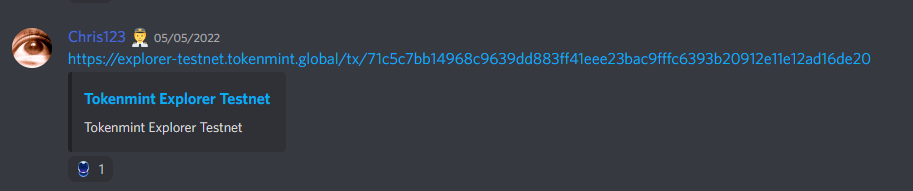 Chris123 05/05/2022
https://explorer-testnet.tokenmint.global/tx/71c5c7bb14968c9639dd883ff41eee23bac9fffc6393b20912e11e12ad16de20
Tokenmint Explorer Testnet
Tokenmint Explorer Testnet
1